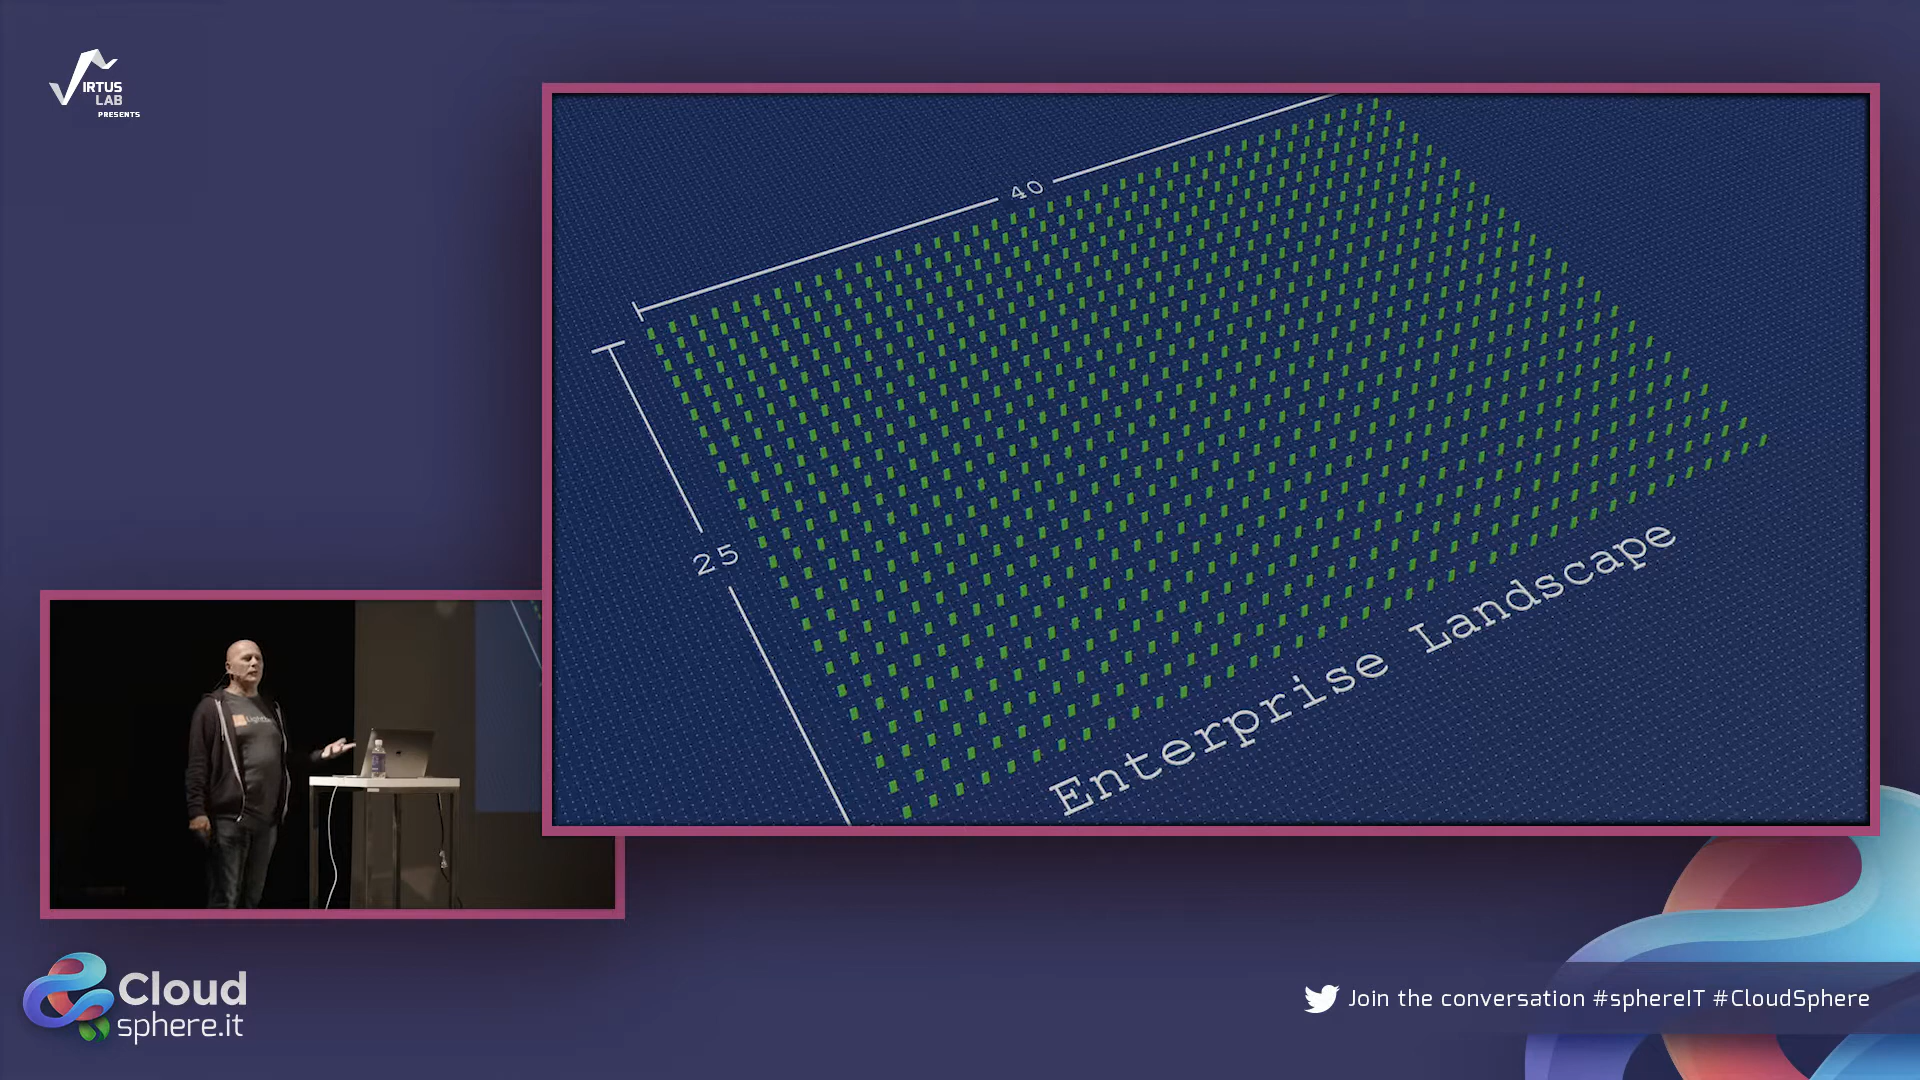 IRTUS
LAB
PRESENTS
40
25
Enterprise Landscape
Cloud
sphere.it
Join the conversation #sphereIT #CloudSphere